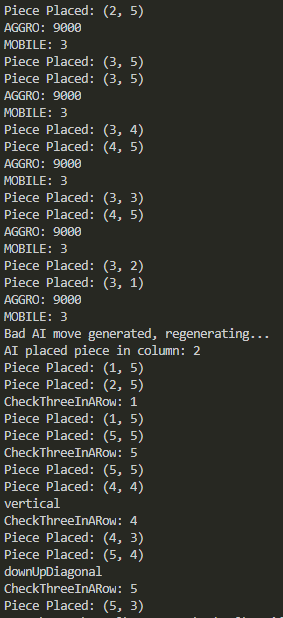 Piece Placed: (2, 5)
AGGRO: 9000
MOBILE: 3
Piece Placed: (3, 5)
Piece Placed: (3, 5)
AGGRO: 9000
MOBILE: 3
Piece Placed: (3, 4)
Piece Placed: (4, 5)
AGGRO: 9000
MOBILE: 3
Piece Placed: (3, 3)
Piece Placed: (4, 5)
AGGRO: 9000
MOBILE: 3
Piece Placed: (3, 2)
Piece Placed: (3, 1)
AGGRO: 9000
MOBILE: 3
Bad AI move generated, regenerating...
AI placed piece in column: 2
Piece Placed: (1, 5)
Piece Placed: (2, 5)
CheckThreeInARow: 1
Piece Placed: (1, 5)
Piece Placed: (5, 5)
CheckThreeInARow: 5
Piece Placed: (5, 5)
Piece Placed: (4, 4)
vertical
CheckThreeInARow: 4
Piece Placed: (4, 3)
Piece Placed: (5, 4)
downUpDiagonal
CheckThreeInARow: 5
Piece Placed: (5, 3)